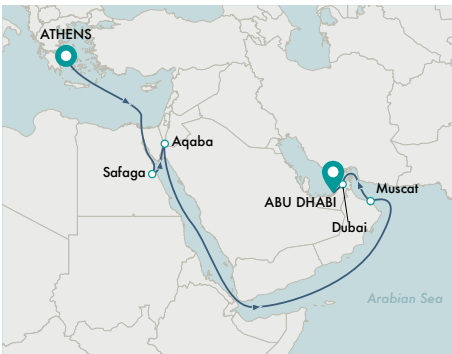 ATHENS
Aqaba
Safaga
Muscat
ABU DHABI
Dubai
Arabian Sea